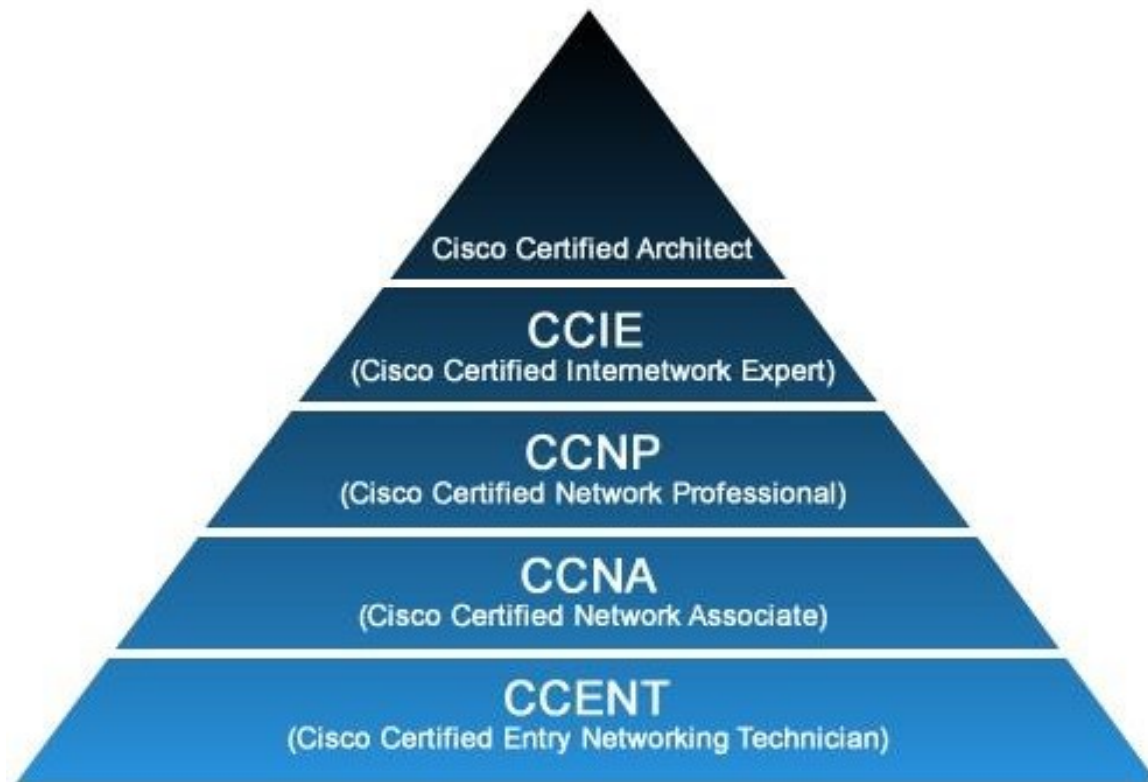 Cisco Certified Architect
CCIE
(Cisco Certified Internetwork Expert)
CCNP
(Cisco Certified Network Professional)
CCNA
(Cisco Certified Network Associate)
CCENT
(Cisco Certified Entry Networking Technician)